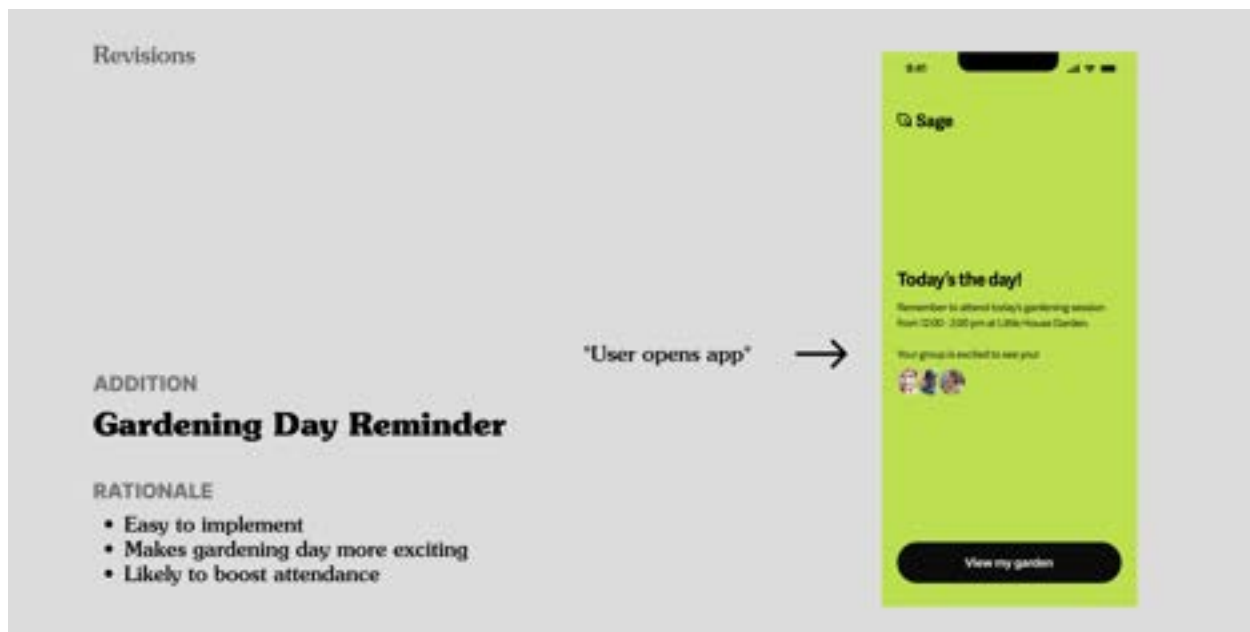 Revisions
9:41
Sage
Today's the day!
Remember to attend today's gardening session
from 12:00 - 2:00 pm at Little House Garden.
Your group is excited to see you!
View my garden
"User opens app"
ADDITION
Gardening Day Reminder
RATIONALE
• Easy to implement
• Makes gardening day more exciting
• Likely to boost attendance